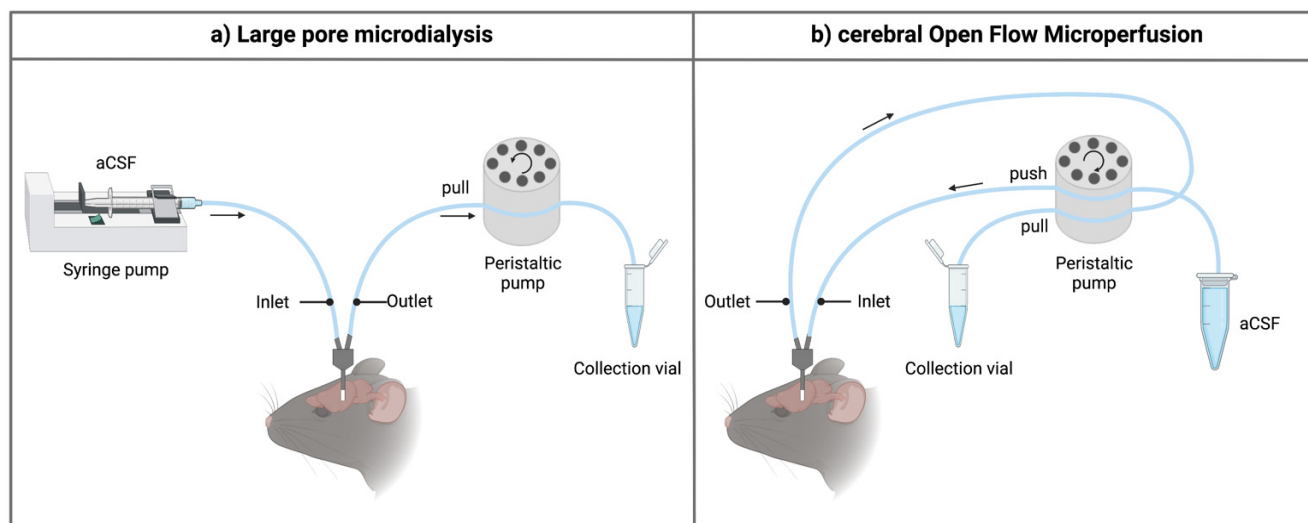 a) Large pore microdialysis
aCSF
Syringe pump
Inlet
Outlet
pull
Peristaltic
pump
Collection vial
b) cerebral Open Flow Microperfusion
Outlet
Inlet
push
pull
Peristaltic
pump
Collection vial
aCSF